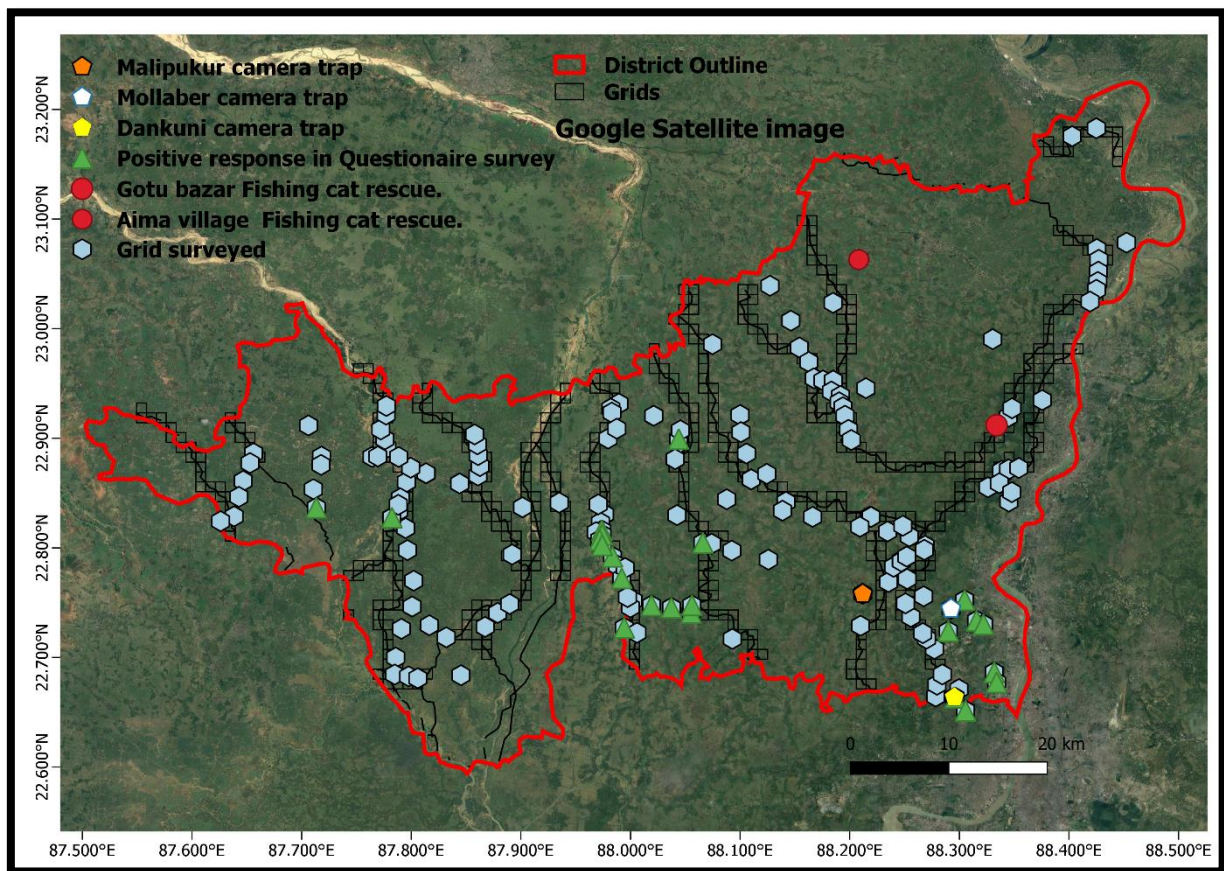 Malipukur camera trap
Mollaber camera trap
Dankuni camera trap
Positive response in Questionaire survey
Gotu bazar Fishing cat rescue.
Aima village Fishing cat rescue.
Grid surveyed
District Outline
Grids
Google Satellite image
23.200°N
23.100°N
23.000°N
22.900°N
22.800°N
22.700°N
22.600°N
0 10 20 km
87.500°E 87.600°E 87.700°E 87.800°E 87.900°E 88.000°E 88.100°E 88.200°E 88.300°E 88.400°E 88.500°E